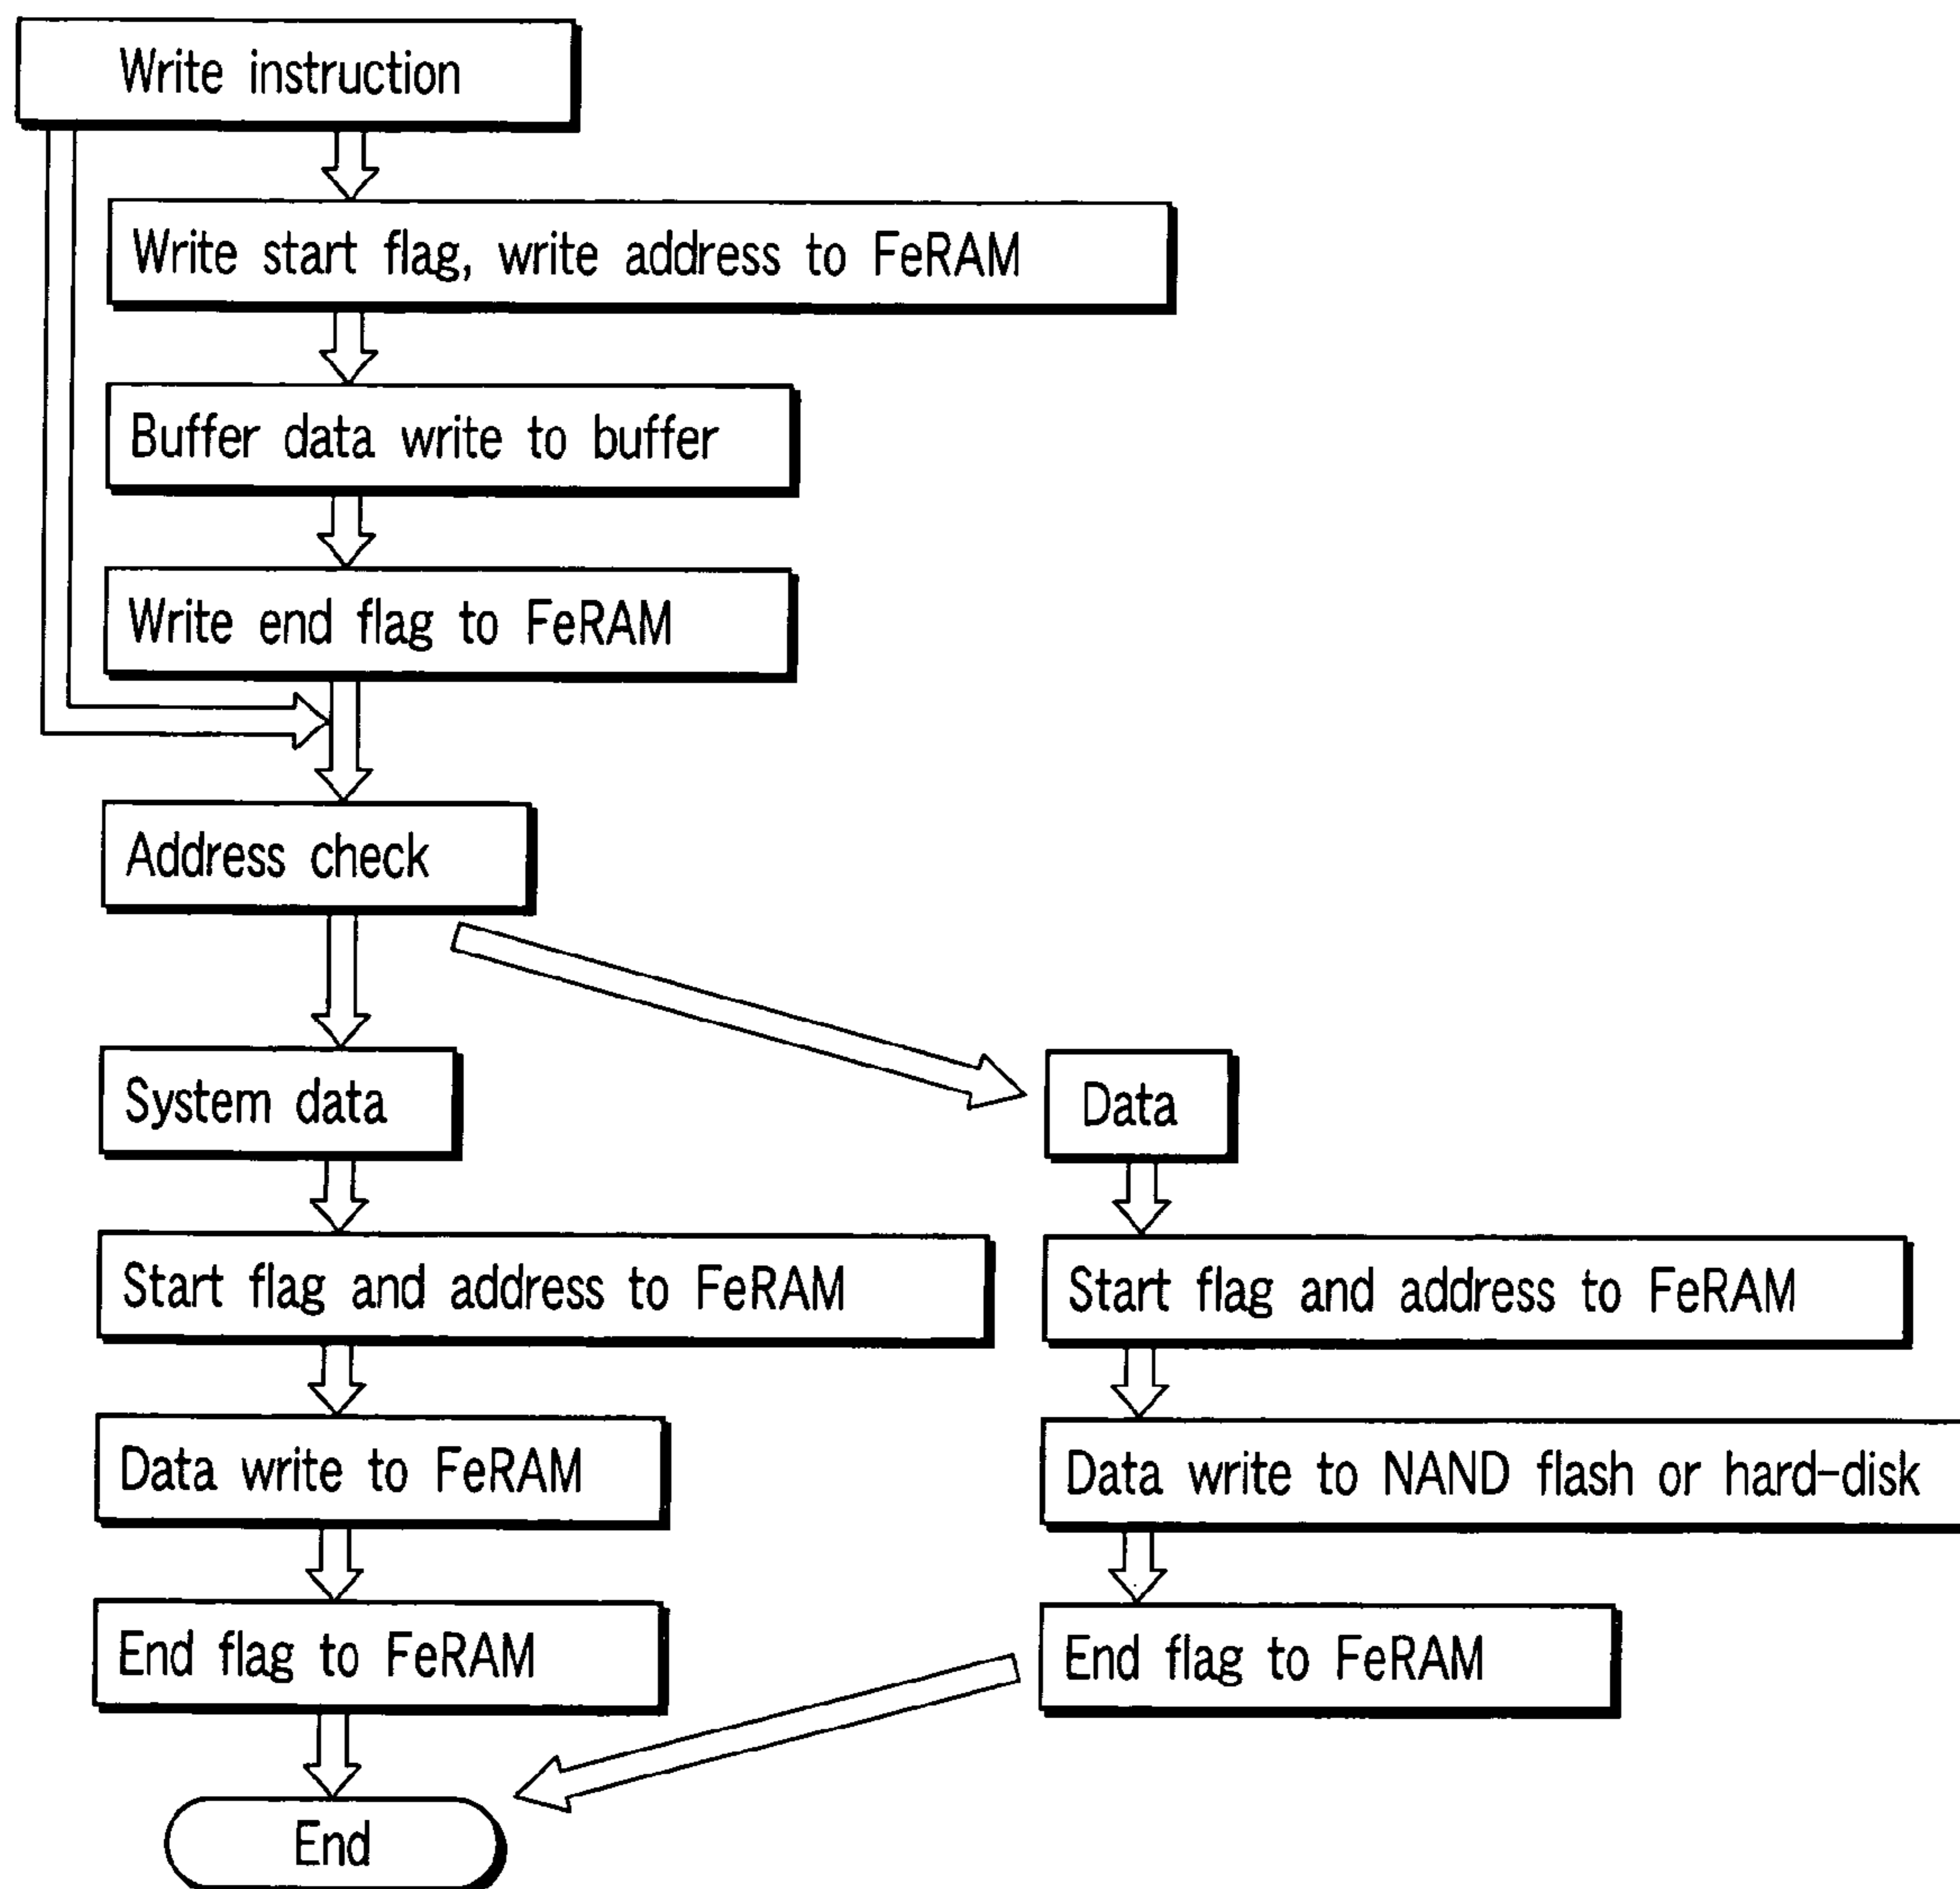 Write instruction
Write start flag, write address to FeRAM
Buffer data write to buffer
Write end flag to FeRAM
Address check
System data
Data
Start flag and address to FeRAM
Start flag and address to FeRAM
Data write to FeRAM
Data write to NAND flash or hard-disk
End flag to FeRAM
End flag to FeRAM
End